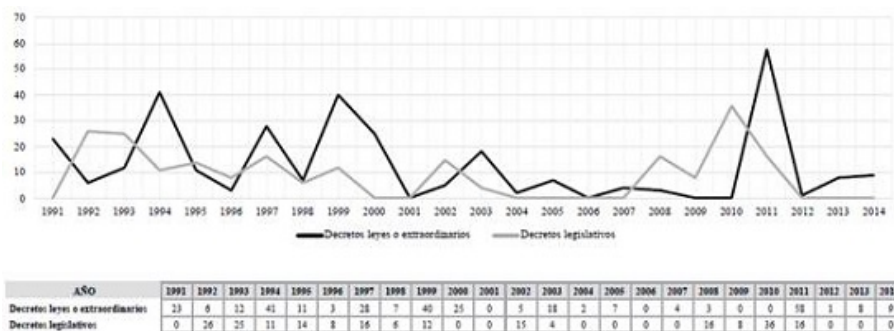 70
60
50
40
30
20
10
0
1991 1992 1993 1994 1995 1996 1997 1998 1999 2000 2001 2002 2003 2004 2005 2006 2007 2008 2009 2010 2011 2012 2013 2014
Decretos leyes o extraordinarios Decretos legislativos
AÑO 1991 1992 1993 1994 1995 1996 1997 1998 1999 2000 2001 2002 2003 2004 2005 2006 2007 2008 2009 2010 2011 2012 2013
Decretos leyes o extraordinarios 23 6 12 41 11 3 28 7 40 25 0 5 18 2 7 0 4 3 0 0 58 1 8
Decretos legislativos 0 26 25 11 14 8 16 6 12 0 0 15 4 0 0 0 0 16 8 36 16 0 0